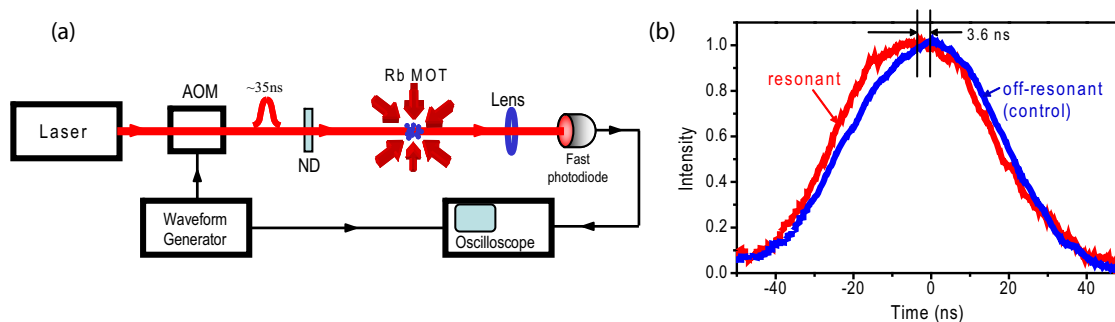 (a)
Laser
AOM
~35ns
ND
Rb MOT
Lens
Fast
photodiode
Waveform
Generator
Oscilloscope
(b)
3.6 ns
resonant
off-resonant
(control)
Intensity
1.0
0.8
0.6
0.4
0.2
0.0
-40
-20
0
20
40
Time (ns)